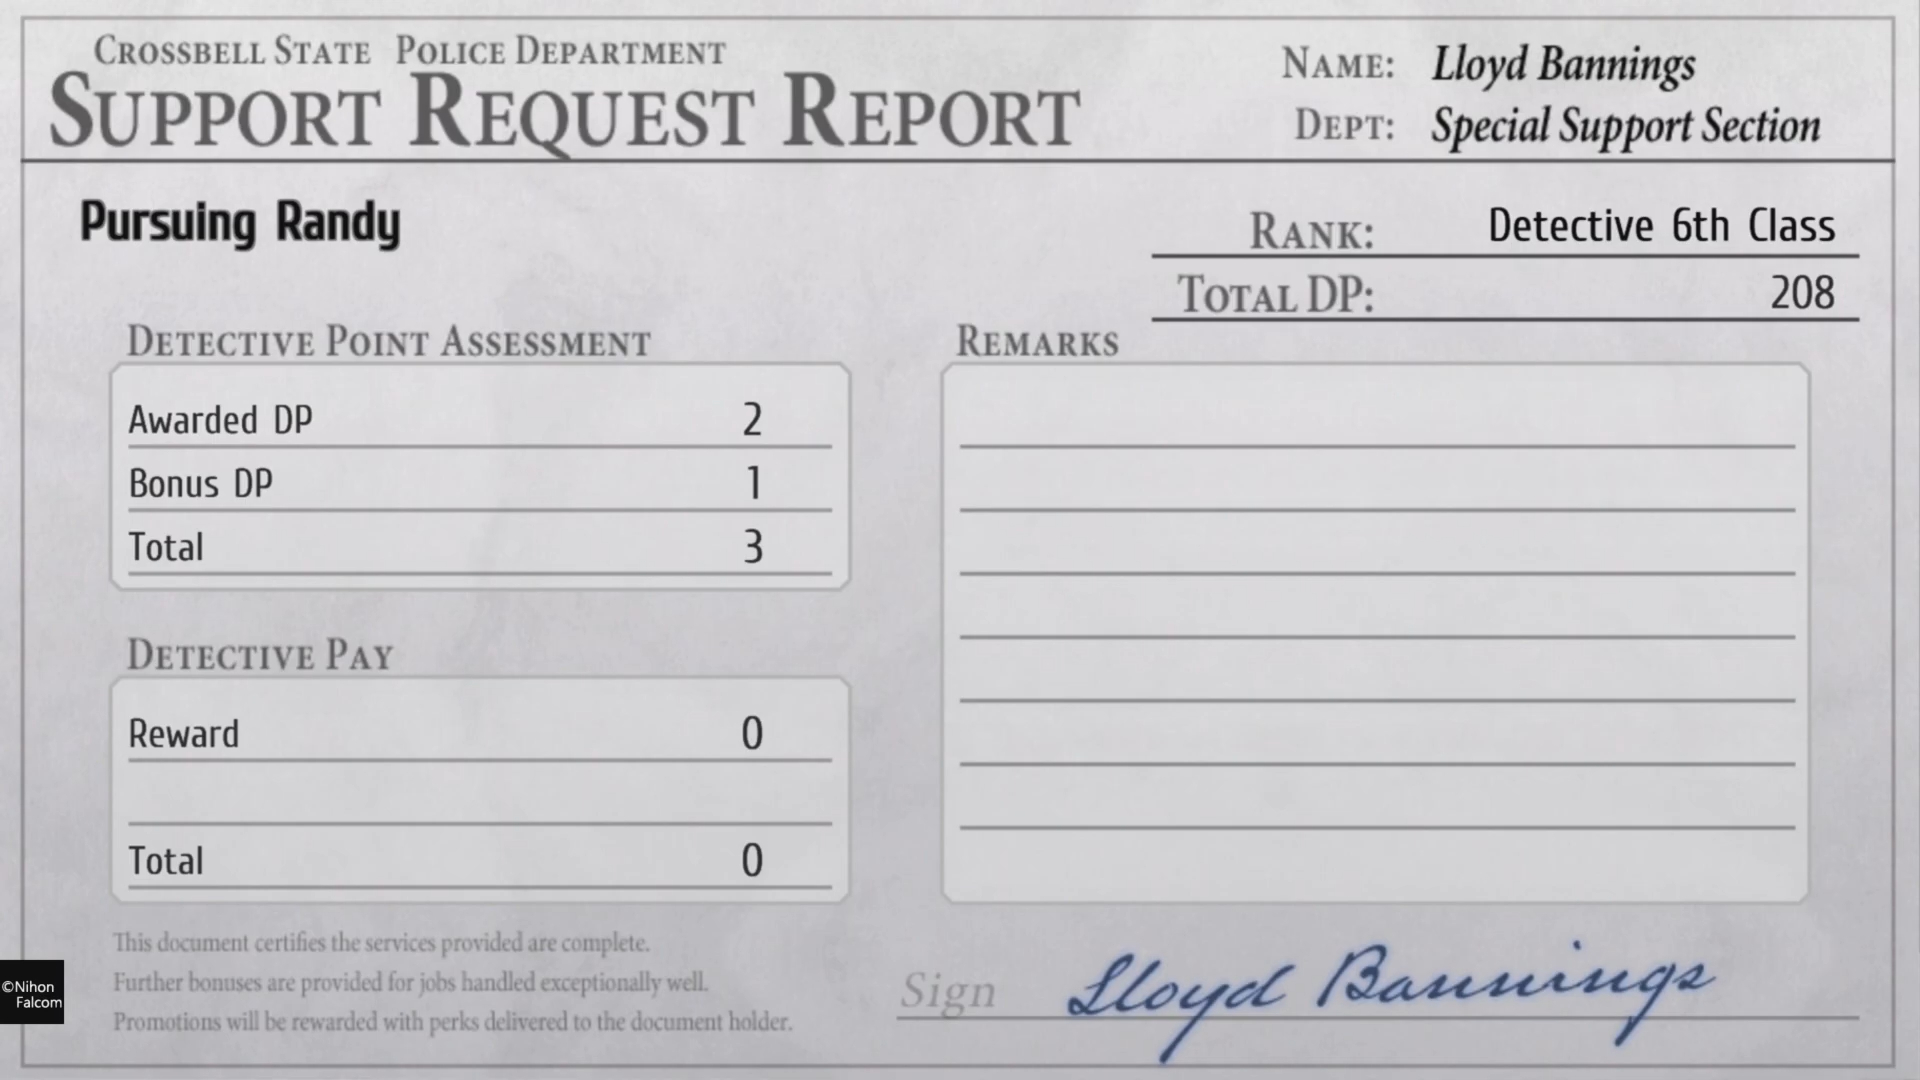 Crossbell State Police Department
Support Request Report
Name: Lloyd Bannings
Dept: Special Support Section
Pursuing Randy
Rank: Detective 6th Class
Total DP: 208
Detective Point Assessment
Awarded DP 2
Bonus DP 1
Total 3
Detective Pay
Reward 0
Total 0
Remarks
This document certifies the services provided are complete.
Further bonuses are provided for jobs handled exceptionally well.
Promotions will be rewarded with perks delivered to the document holder.
Sign Lloyd Bannings
©Nihon
Falcom